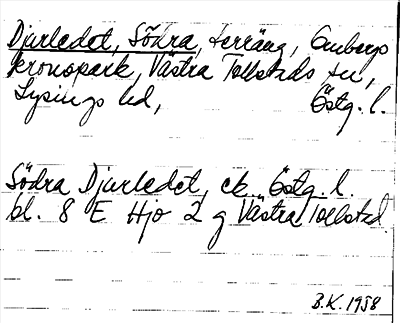 Djurledet, Södra, terräng, Ombergs
kronopark, Västra Tollstads sn,
Lysings hd, Östg. l.
Södra Djurledet, ek. Östg. l.
bl. 8 E Hjo 2 g Västra Tollstad.
B.K. 1958